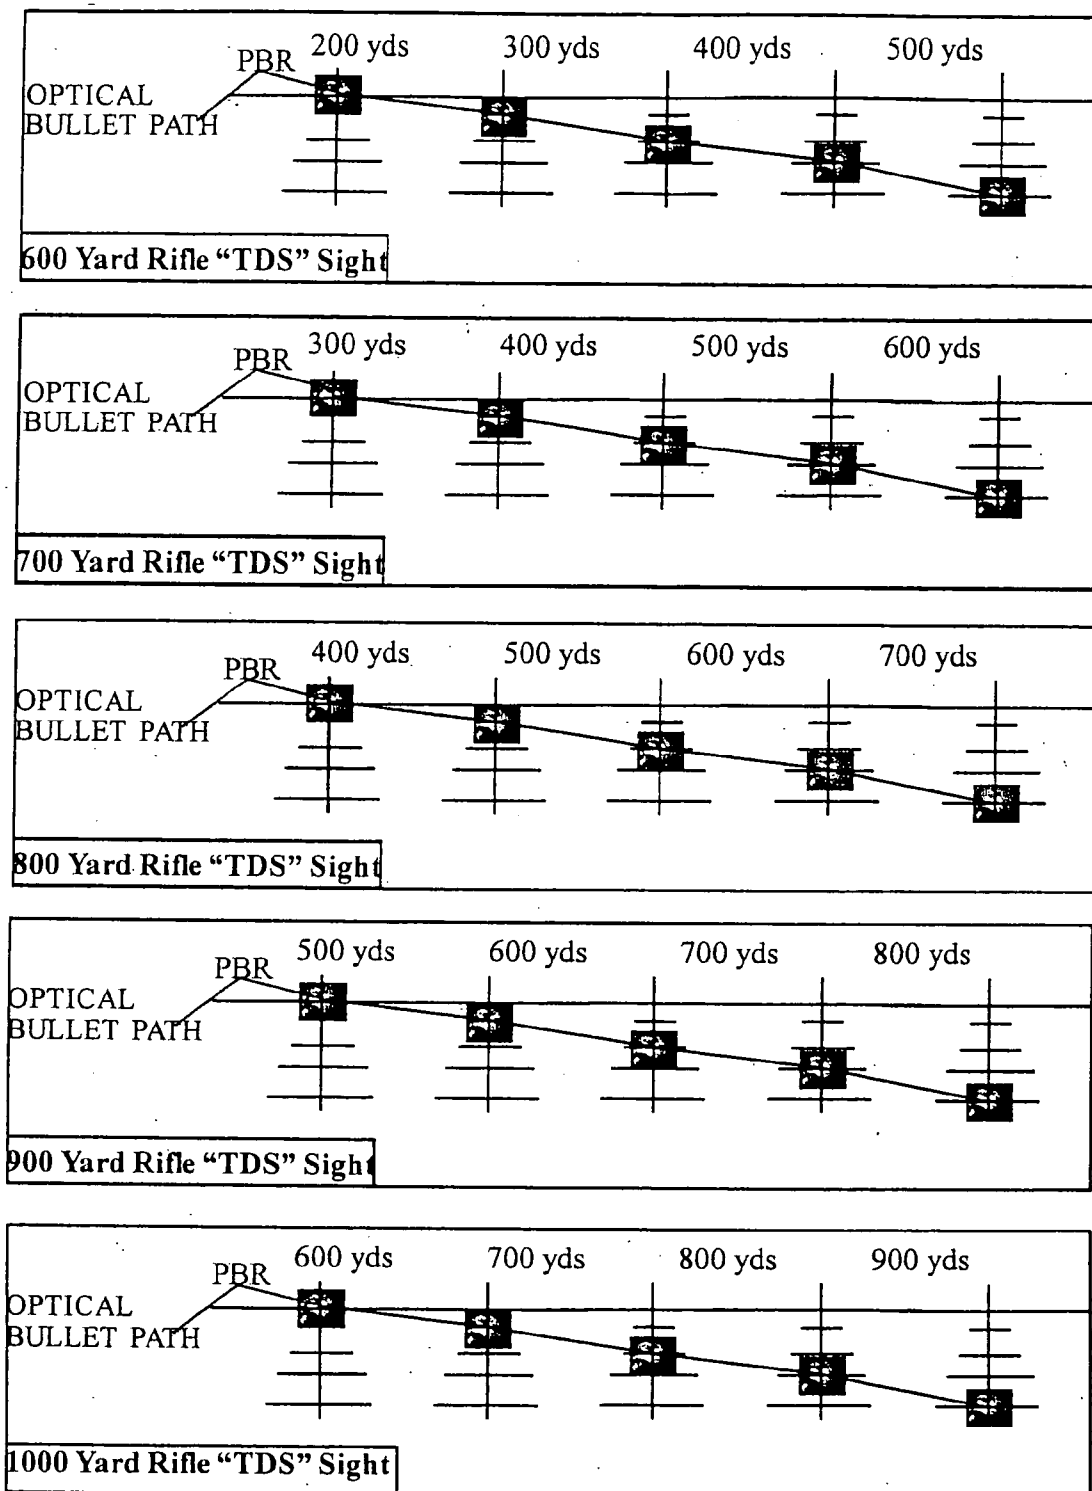 200 yds 300 yds 400 yds 500 yds
PBR
OPTICAL
BULLET PATH
600 Yard Rifle “TDS” Sight
300 yds 400 yds 500 yds 600 yds
PBR
OPTICAL
BULLET PATH
700 Yard Rifle “TDS” Sight
400 yds 500 yds 600 yds 700 yds
PBR
OPTICAL
BULLET PATH
800 Yard Rifle “TDS” Sight
500 yds 600 yds 700 yds 800 yds
PBR
OPTICAL
BULLET PATH
900 Yard Rifle “TDS” Sight
600 yds 700 yds 800 yds 900 yds
PBR
OPTICAL
BULLET PATH
1000 Yard Rifle “TDS” Sight